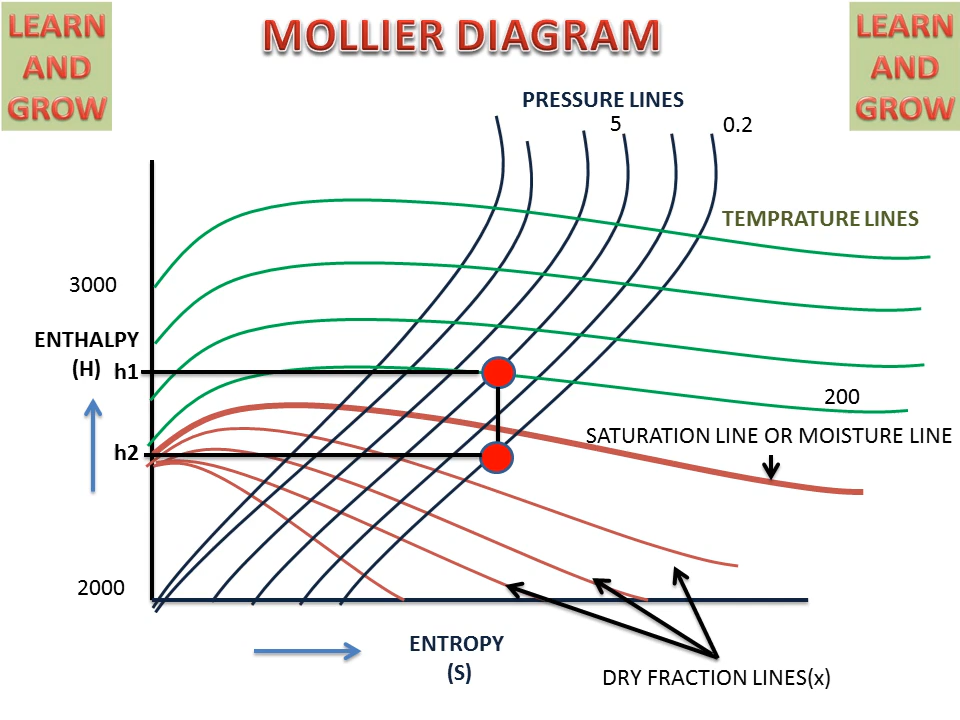 LEARN
AND
GROW
MOLLIER DIAGRAM
LEARN
AND
GROW
PRESSURE LINES
5
0.2
TEMPRATURE LINES
3000
ENTHALPY
(H)
h1
200
SATURATION LINE OR MOISTURE LINE
h2
2000
ENTROPY
(S)
DRY FRACTION LINES(x)